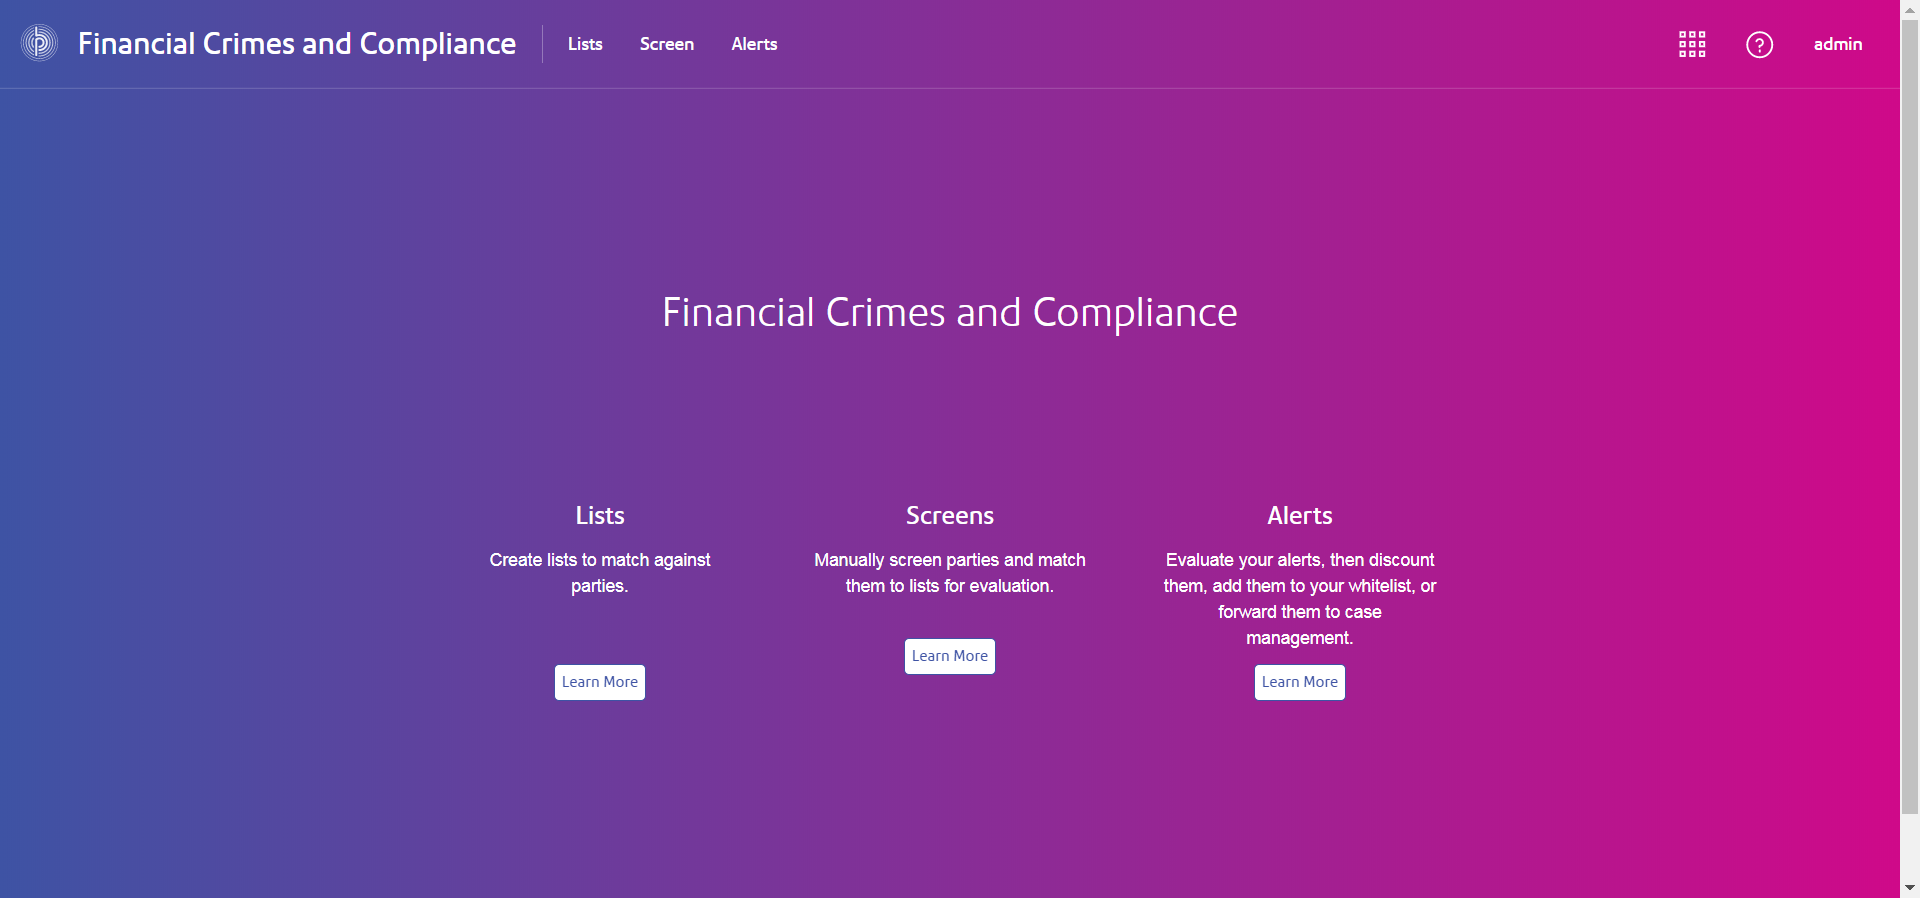 Financial Crimes and Compliance
Lists
Screen
Alerts
?
admin
Financial Crimes and Compliance
Lists
Create lists to match against
parties.
Learn More
Screens
Manually screen parties and match
them to lists for evaluation.
Learn More
Alerts
Evaluate your alerts, then discount
them, add them to your whitelist, or
forward them to case
management.
Learn More